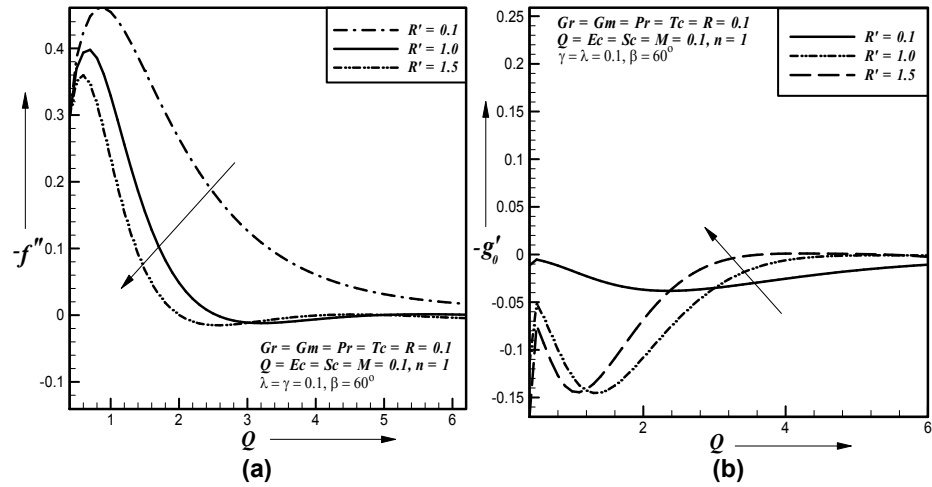 R' = 0.1
R' = 1.0
R' = 1.5
0.4
0.3
0.2
0.1
0
-0.1
-f''
Gr = Gm = Pr = Tc = R = 0.1
Q = Ec = Sc = M = 0.1, n = 1
λ = γ = 0.1, β = 60°
1
2
3
4
5
6
Q
(a)
Gr = Gm = Pr = Tc = R = 0.1
Q = Ec = Sc = M = 0.1, n = 1
γ = λ = 0.1, β = 60°
R' = 0.1
R' = 1.0
R' = 1.5
0.25
0.2
0.15
0.1
0.05
0
-0.05
-0.1
-0.15
-g'₀
2
4
6
Q
(b)